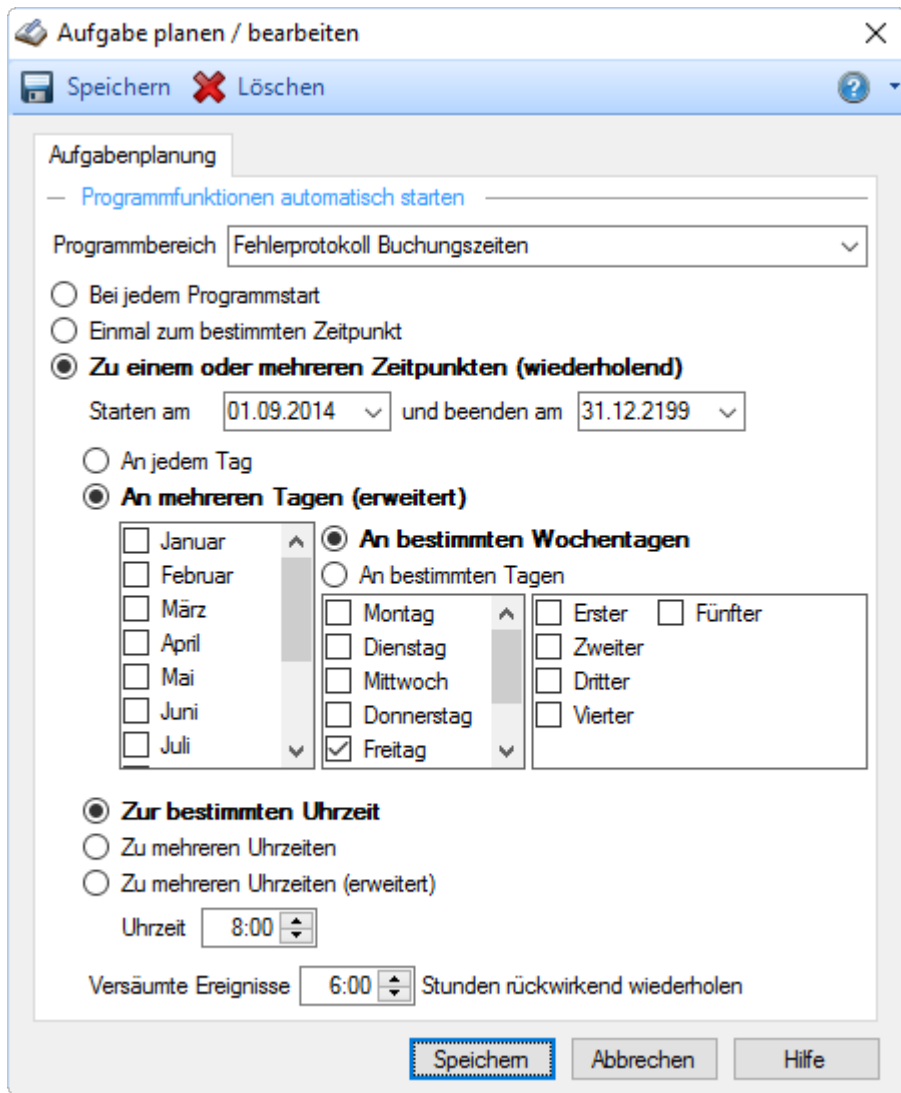 Aufgabe planen / bearbeiten
Speichern Löschen
Aufgabenplanung
Programmfunktionen automatisch starten
Programmbereich Fehlerprotokoll Buchungszeiten
Bei jedem Programmstart
Einmal zum bestimmten Zeitpunkt
Zu einem oder mehreren Zeitpunkten (wiederholend)
Starten am 01.09.2014 und beenden am 31.12.2199
An jedem Tag
An mehreren Tagen (erweitert)
Januar
Februar
März
April
Mai
Juni
Juli
An bestimmten Wochentagen
An bestimmten Tagen
Montag
Dienstag
Mittwoch
Donnerstag
Freitag
Erster Fünfter
Zweiter
Dritter
Vierter
Zur bestimmten Uhrzeit
Zu mehreren Uhrzeiten
Zu mehreren Uhrzeiten (erweitert)
Uhrzeit 8:00
Versäumte Ereignisse 6:00 Stunden rückwirkend wiederholen
Speichern Abbrechen Hilfe